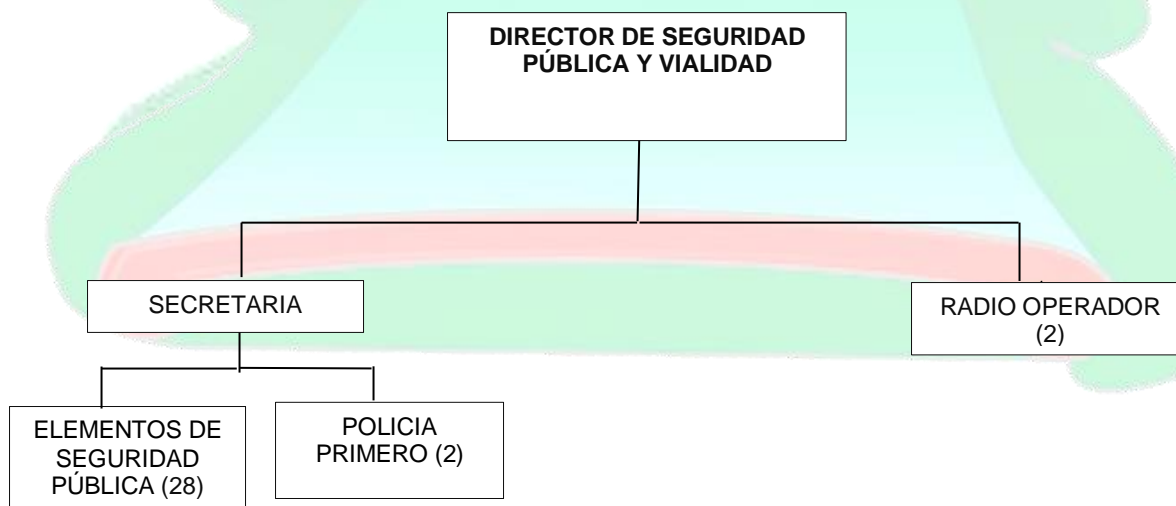 DIRECTOR DE SEGURIDAD
PÚBLICA Y VIALIDAD
SECRETARIA
RADIO OPERADOR
(2)
ELEMENTOS DE
SEGURIDAD
PÚBLICA (28)
POLICIA
PRIMERO (2)